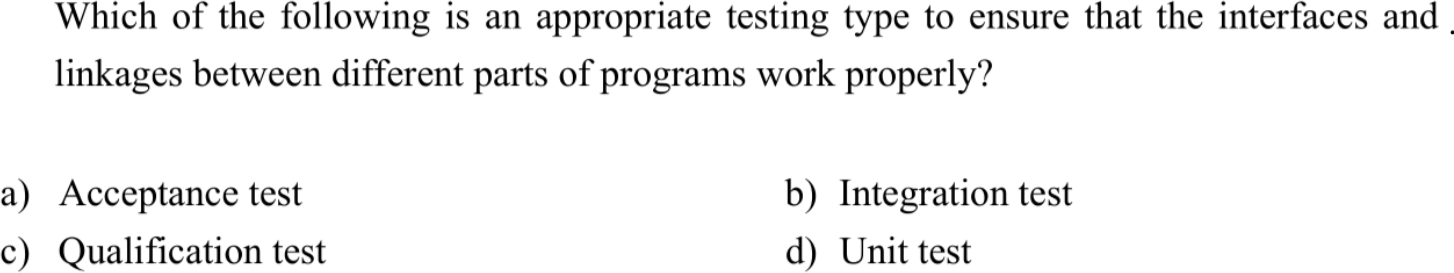 Which of the following is an appropriate testing type to ensure that the interfaces and
linkages between different parts of programs work properly?
a) Acceptance test b) Integration test
c) Qualification test d) Unit test